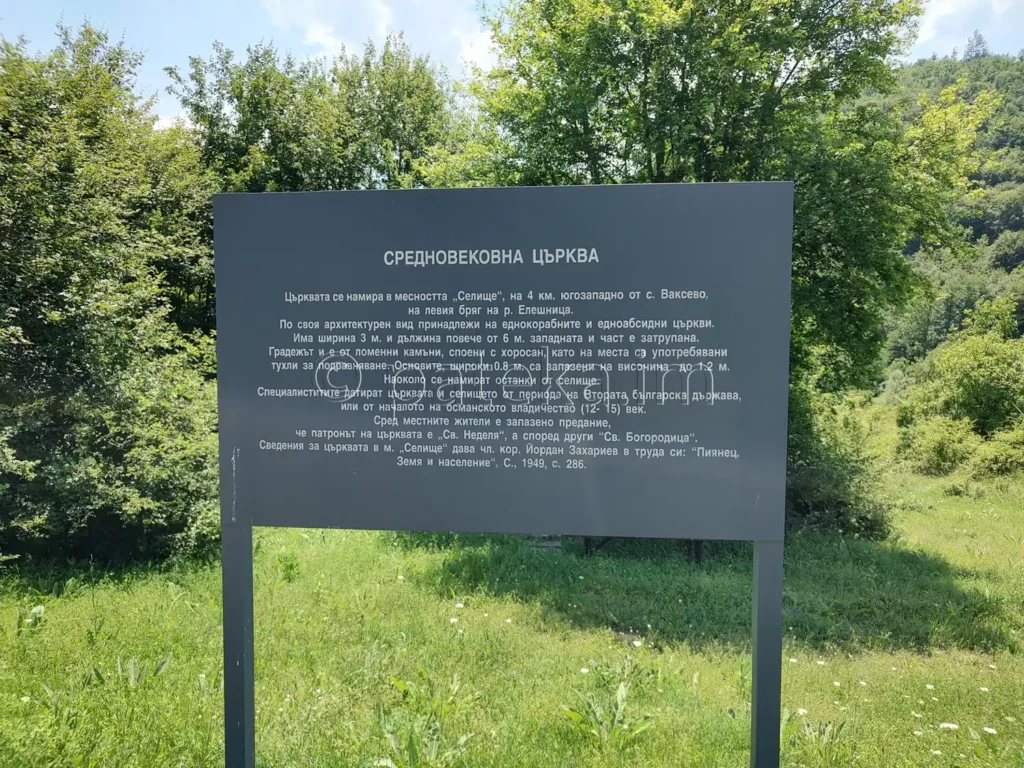 СРЕДНОВЕКОВНА ЦЪРКВА
Църквата се намира в месността „Селище“, на 4 км. югозападно от с. Ваксево,
на левия бряг на р. Елешница.
По своя архитектурен вид принадлежи на еднокорабните и едноабсидни църкви.
Има ширина 3 м. и дължина повече от 6 м. западната и част е затрупана.
Градежът и е от поменни камъни, споени с хоросан, като на места са употребявани
тухли за подравняване. Основите, широки 0.8 м, са запазени на височина до 1.2 м.
Наоколо се намират останки от селище.
Специалистите датират църквата и селището от периода на Втората българска държава,
или от началото на османското владичество (12- 15) век.
Сред местните жители е запазено предание,
че патронът на църквата е „Св. Неделя“, а според други “Св. Богородица“.
Сведения за църквата в м. „Селище“ дава чл. кор. Йордан Захариев в труда си: “Пиянец.
Земя и население“, С., 1949, с. 286.